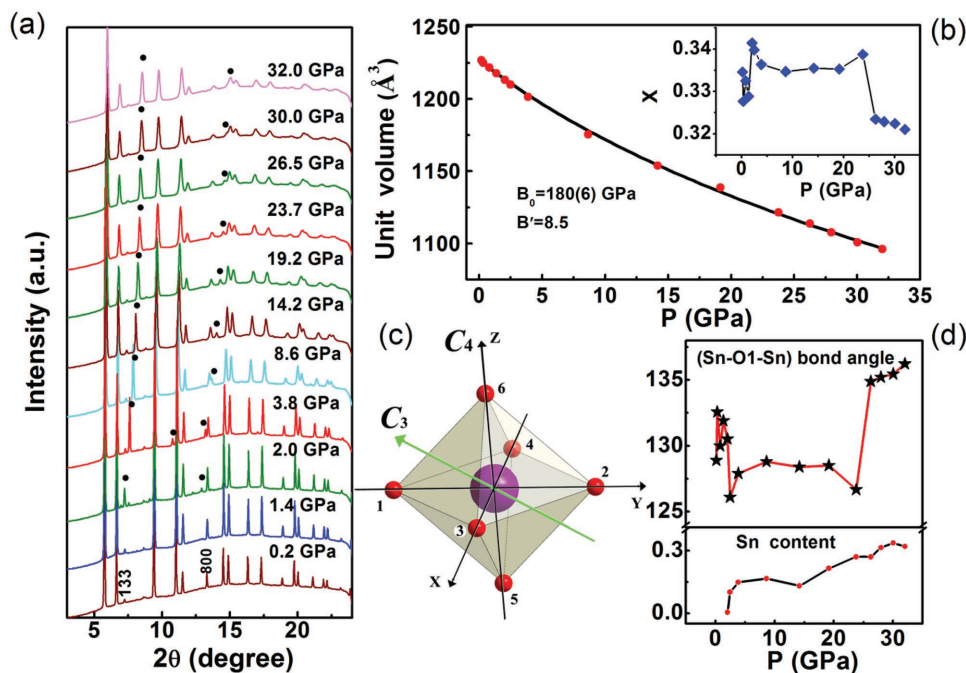 (a)
32.0 GPa
30.0 GPa
26.5 GPa
23.7 GPa
19.2 GPa
14.2 GPa
8.6 GPa
3.8 GPa
2.0 GPa
1.4 GPa
0.2 GPa
133
800
Intensity (a.u.)
5 10 15 20
2θ (degree)
(b)
Unit volume (Å³)
1250
1200
1150
1100
B₀=180(6) GPa
B'=8.5
0 5 10 15 20 25 30 35
P (GPa)
X
0.34
0.33
0.32
0 10 20 30
P (GPa)
(c)
C₄
z
6
C₃
4
2
1
Y
3
X
5
(d)
(Sn-O1-Sn) bond angle
135
130
125
Sn content
0.3
0.0
0 10 20 30
P (GPa)